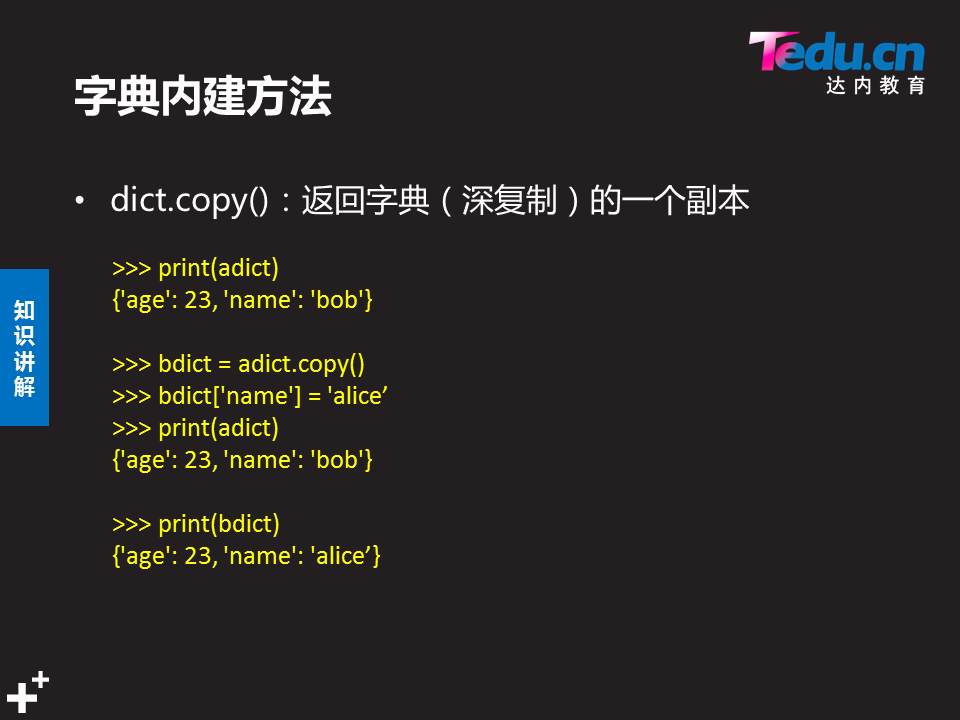 Tedu.cn
达内教育
字典内建方法
• dict.copy()：返回字典（深复制）的一个副本
>>> print(adict)
{'age': 23, 'name': 'bob'}
>>> bdict = adict.copy()
>>> bdict['name'] = 'alice’
>>> print(adict)
{'age': 23, 'name': 'bob'}
>>> print(bdict)
{'age': 23, 'name': 'alice’}
知
识
讲
解